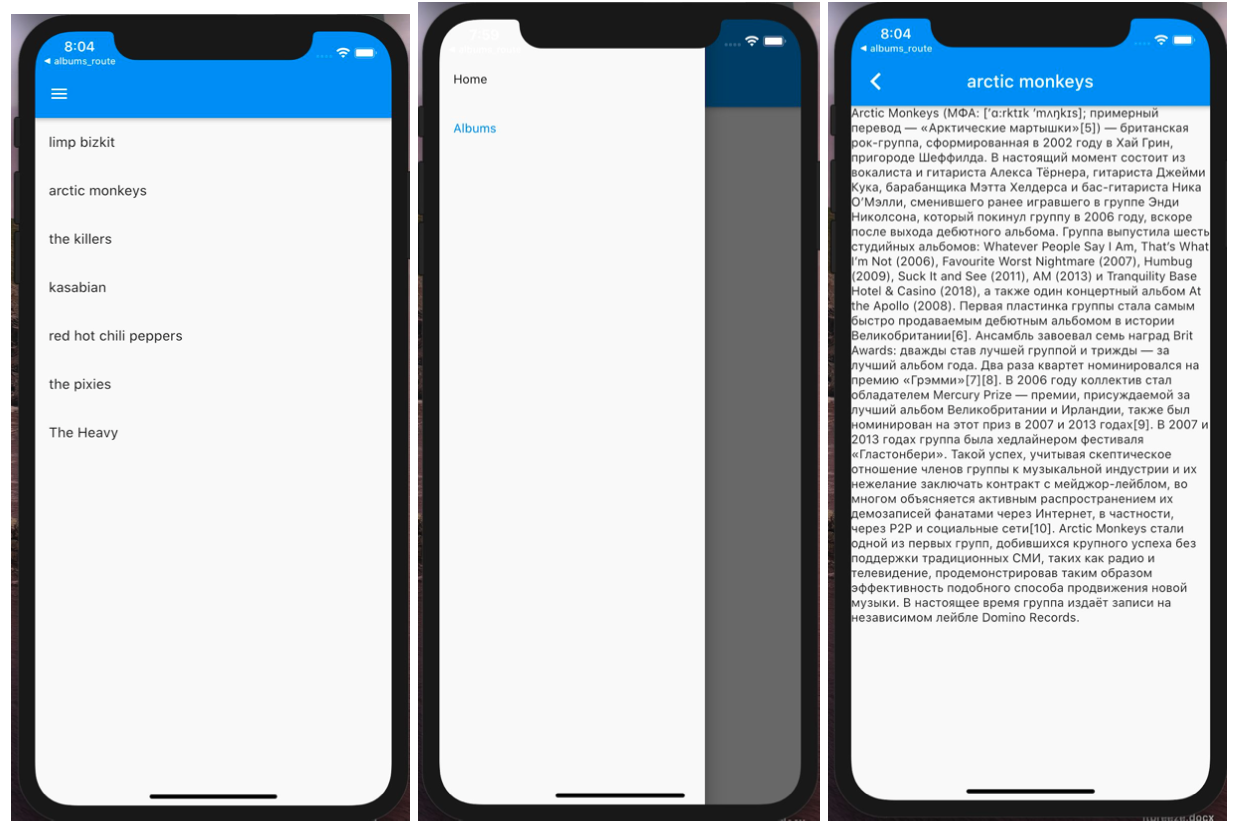 8:04
◀ albums_route
limp bizkit
arctic monkeys
the killers
kasabian
red hot chili peppers
the pixies
The Heavy
Home
Albums
8:04
◀ albums_route
arctic monkeys
Arctic Monkeys (МФА: ['ɑ:rktɪk 'mʌŋkɪs]; примерный
перевод — «Арктические мартышки»[5]) — британская
рок-группа, сформированная в 2002 году в Хай Грин,
пригороде Шеффилда. В настоящий момент состоит из
вокалиста и гитариста Алекса Тёрнера, гитариста Джейми
Кука, барабанщика Мэтта Хелдерса и бас-гитариста Ника
О’Мэлли, сменившего ранее игравшего в группе Энди
Николсона, который покинул группу в 2006 году, вскоре
после выхода дебютного альбома. Группа выпустила шесть
студийных альбомов: Whatever People Say I Am, That’s What
I’m Not (2006), Favourite Worst Nightmare (2007), Humbug
(2009), Suck It and See (2011), AM (2013) и Tranquility Base
Hotel & Casino (2018), а также один концертный альбом At
the Apollo (2008). Первая пластинка группы стала самым
быстро продаваемым дебютным альбомом в истории
Великобритании[6]. Ансамбль завоевал семь наград Brit
Awards: дважды став лучшей группой и трижды — за
лучший альбом года. Два раза квартет номинировался на
премию «Грэмми»[7][8]. В 2006 году коллектив стал
обладателем Mercury Prize — премии, присуждаемой за
лучший альбом Великобритании и Ирландии, также был
номинирован на этот приз в 2007 и 2013 годах[9]. В 2007 и
2013 годах группа была хедлайнером фестиваля
«Гластонбери». Такой успех, учитывая скептическое
отношение членов группы к музыкальной индустрии и их
нежелание заключать контракт с мейджор-лейблом, во
многом объясняется активным распространением их
демозаписей фанатами через Интернет, в частности,
через P2P и социальные сети[10]. Arctic Monkeys стали
одной из первых групп, добившихся крупного успеха без
поддержки традиционных СМИ, таких как радио и
телевидение, продемонстрировав таким образом
эффективность подобного способа продвижения новой
музыки. В настоящее время группа издаёт записи на
независимом лейбле Domino Records.